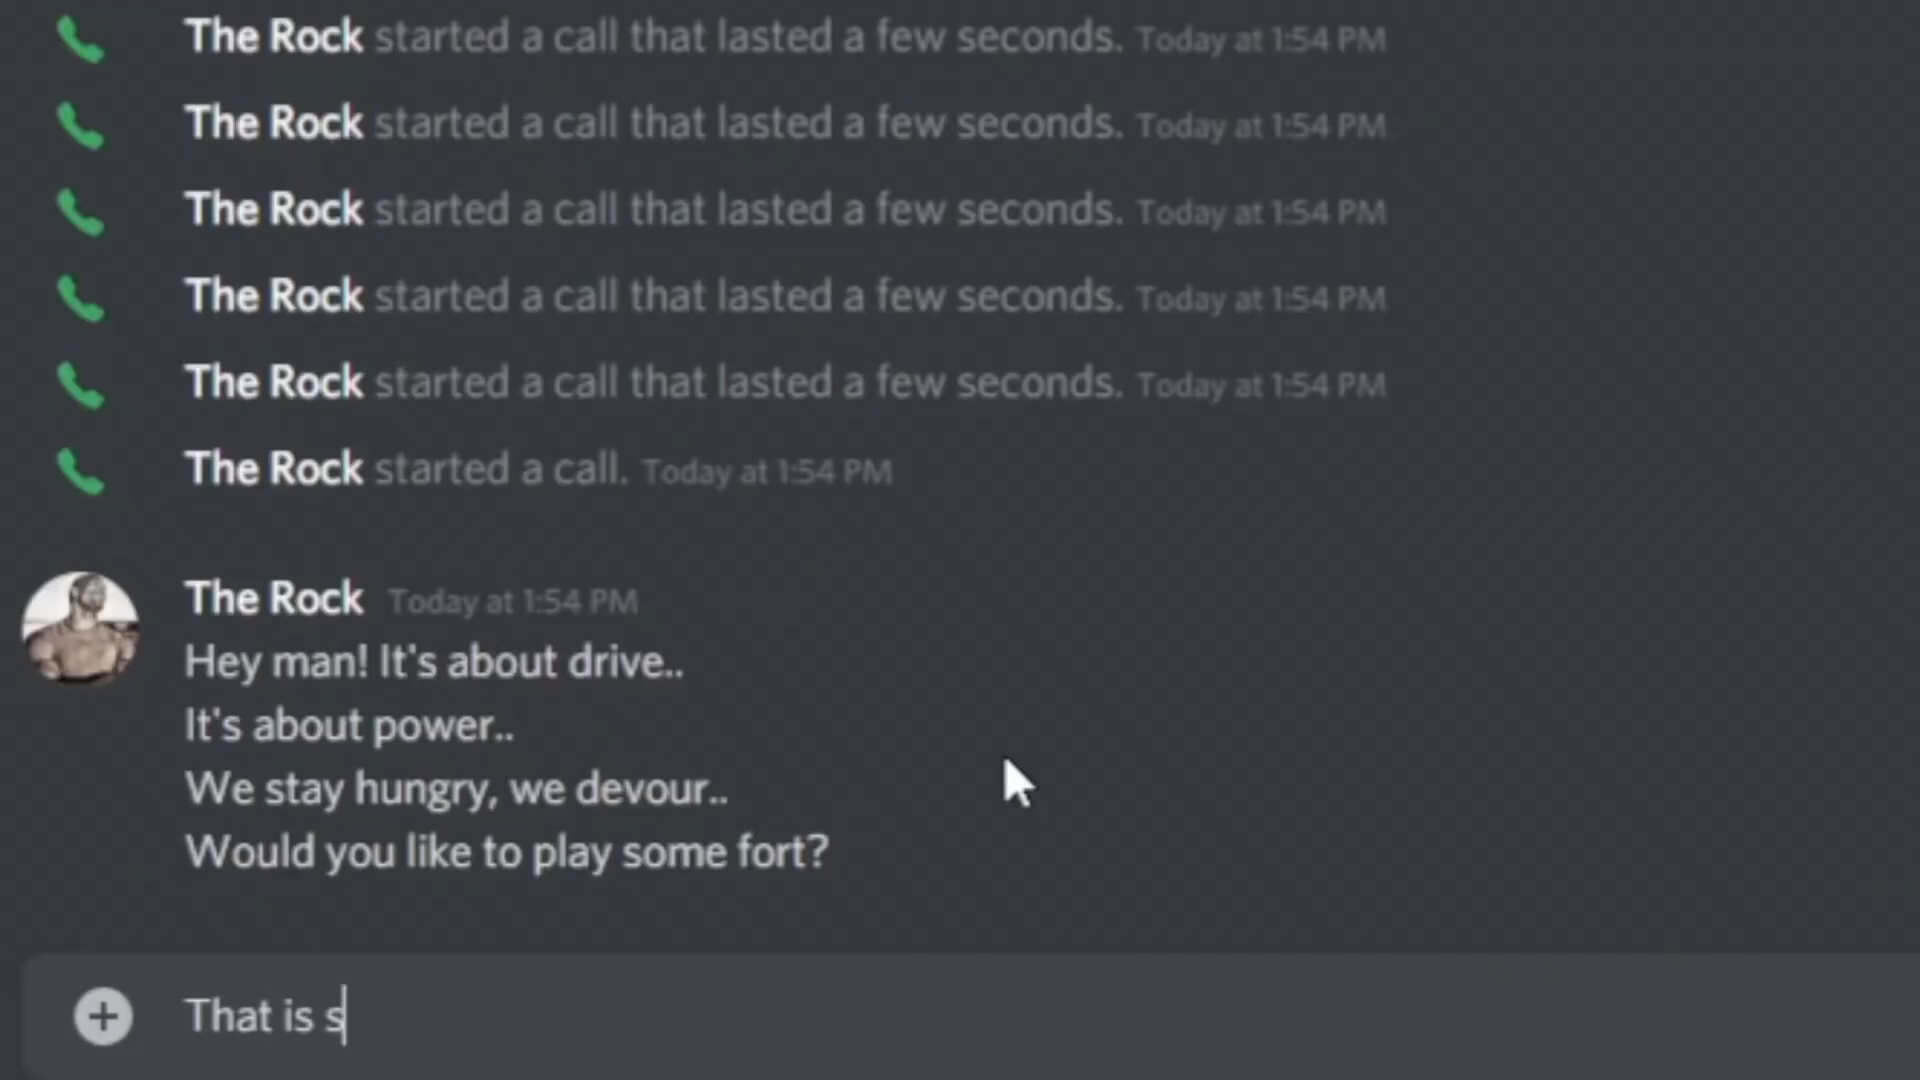 The Rock started a call that lasted a few seconds. Today at 1:54 PM
The Rock started a call that lasted a few seconds. Today at 1:54 PM
The Rock started a call that lasted a few seconds. Today at 1:54 PM
The Rock started a call that lasted a few seconds. Today at 1:54 PM
The Rock started a call that lasted a few seconds. Today at 1:54 PM
The Rock started a call. Today at 1:54 PM
The Rock Today at 1:54 PM
Hey man! It's about drive..
It's about power..
We stay hungry, we devour..
Would you like to play some fort?
That is s